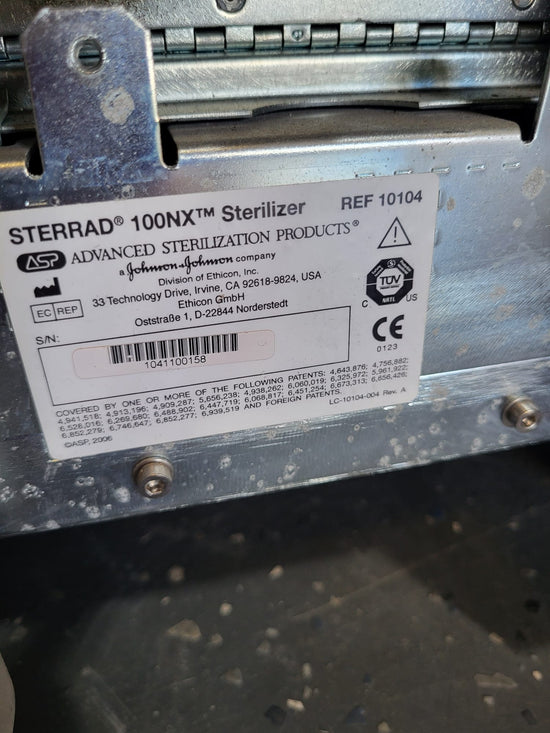 STERRAD® 100NX™ Sterilizer REF 10104
ASP ADVANCED STERILIZATION PRODUCTS®
a Johnson & Johnson company
Division of Ethicon, Inc.
33 Technology Drive, Irvine, CA 92618-9824, USA
EC REP Ethicon GmbH
Oststraße 1, D-22844 Norderstedt
TÜV
NRTL
C US
CE
0123
S/N:
1041100158
COVERED BY ONE OR MORE OF THE FOLLOWING PATENTS: 4,643,876; 4,756,882;
4,941,518; 4,913,196; 4,909,287; 5,656,238; 4,938,262; 6,060,019; 6,325,972; 5,961,922;
6,528,016; 6,269,680; 6,488,902; 6,447,719; 6,068,817; 6,451,254; 6,673,313; 6,656,426;
6,852,279; 6,746,647; 6,852,277; 6,939,519 AND FOREIGN PATENTS.
©ASP, 2006 LC-10104-004 Rev. A